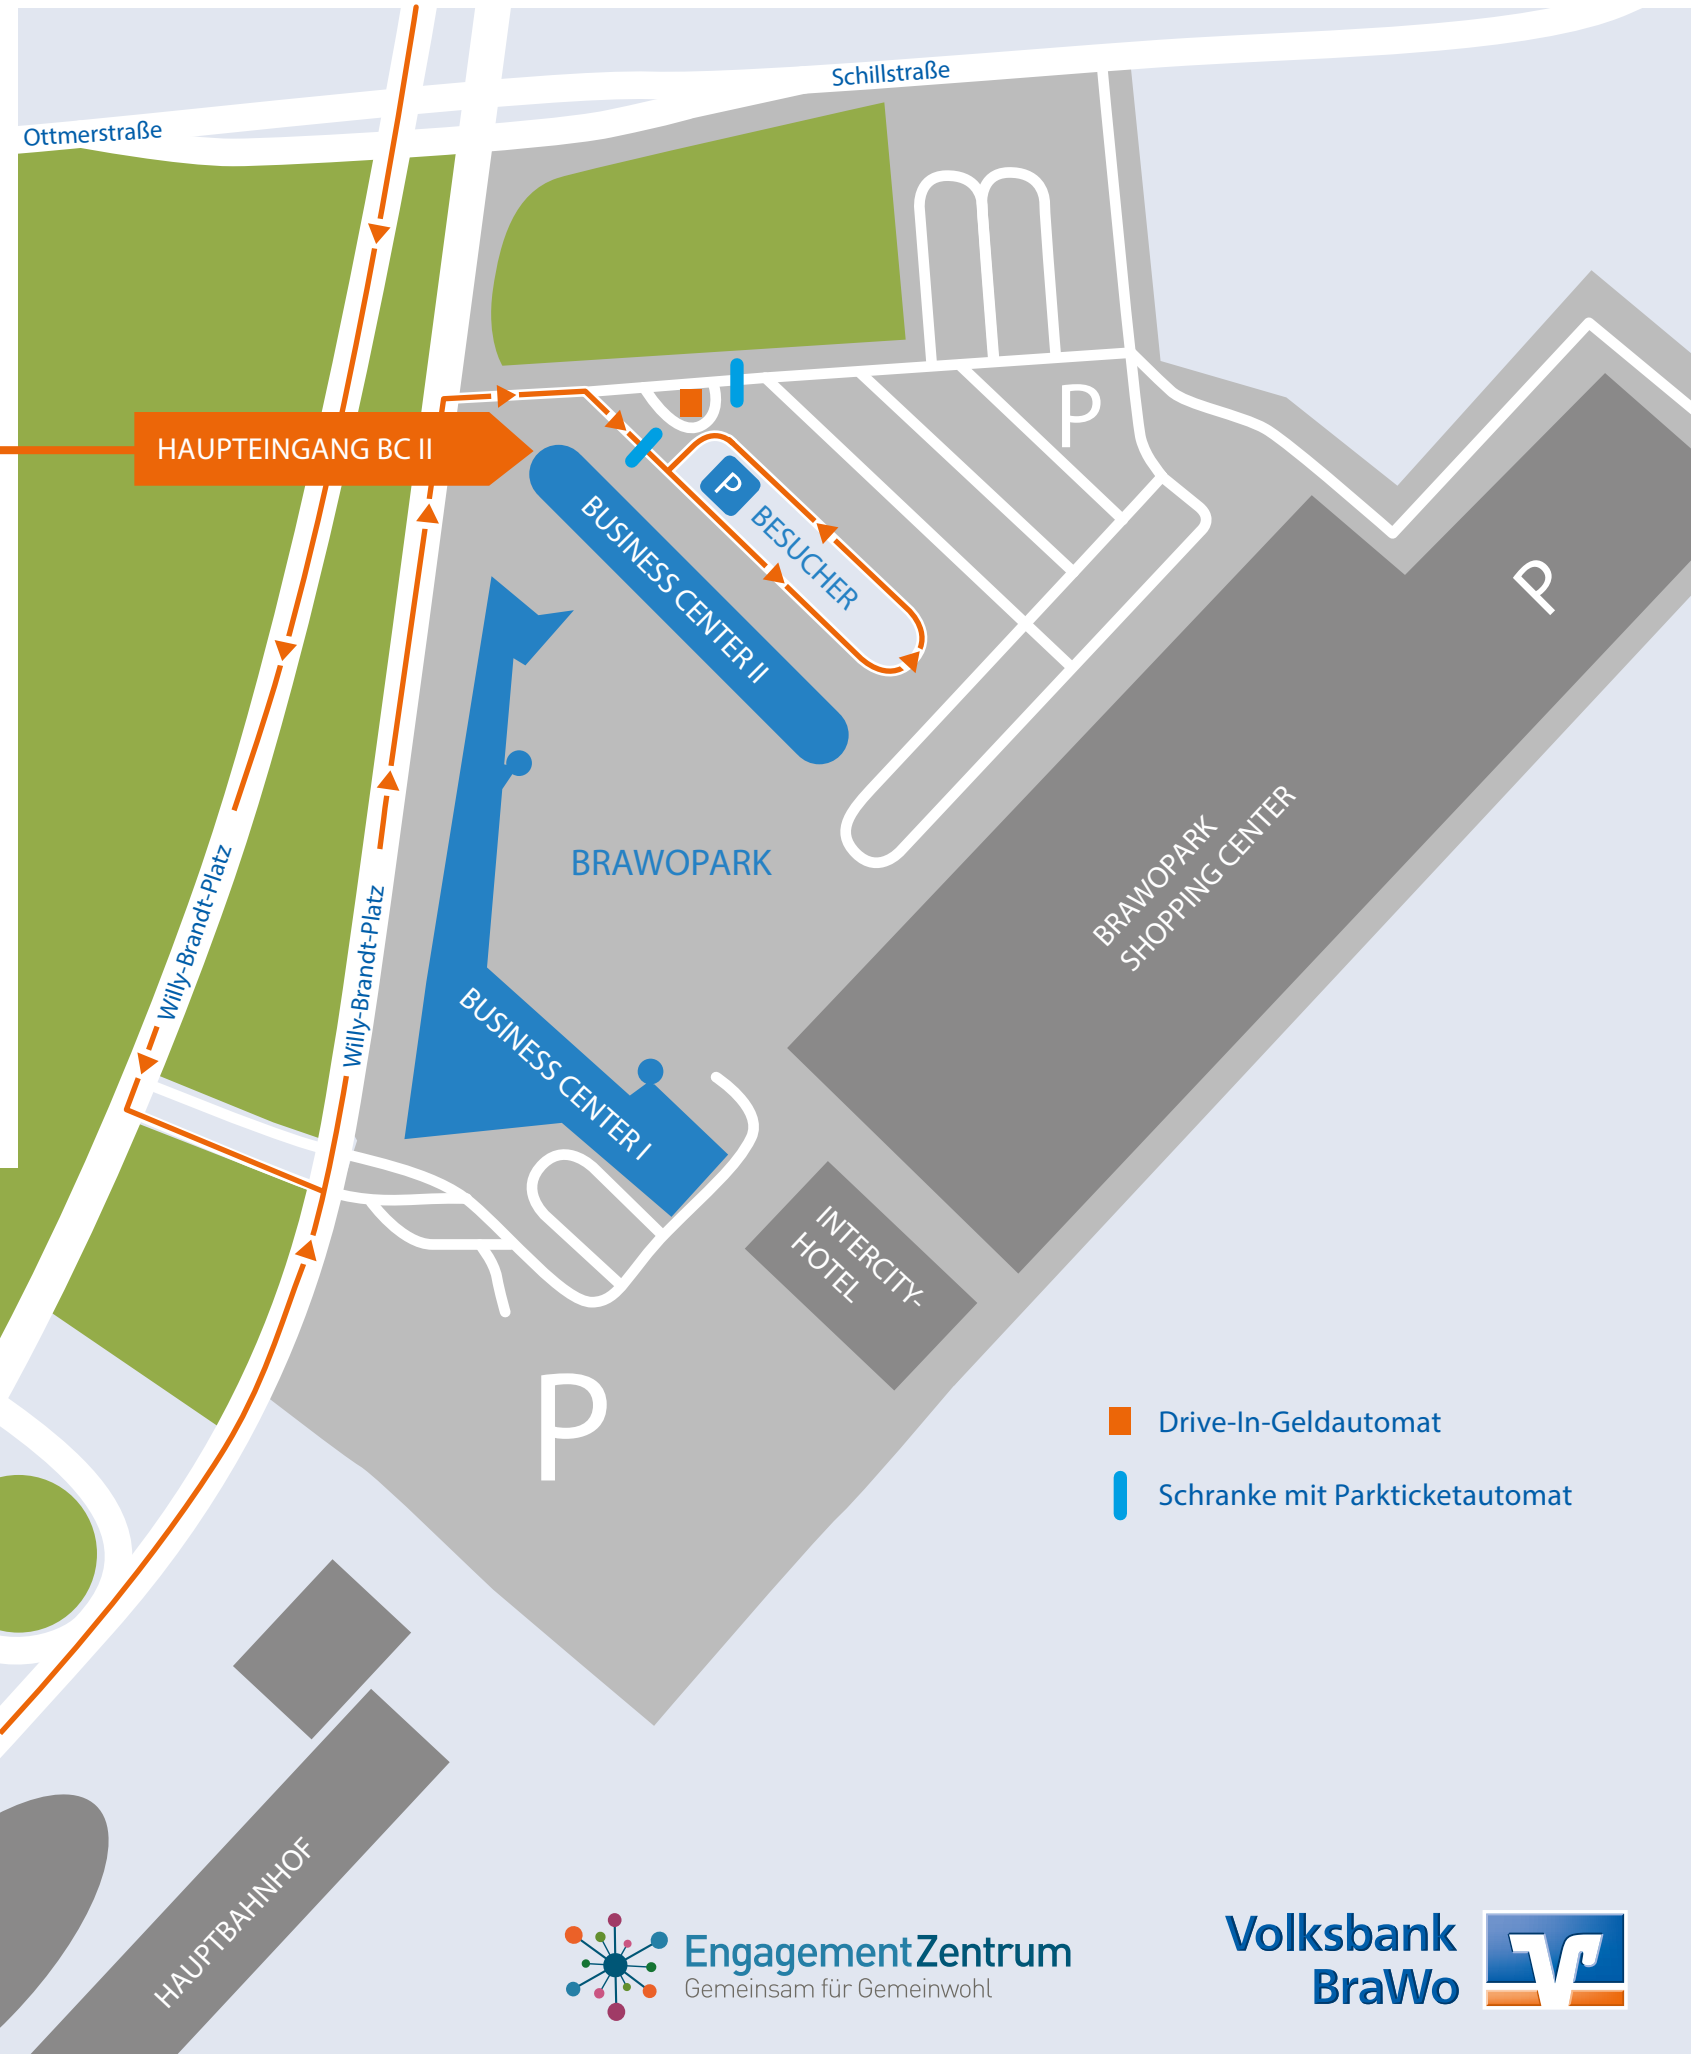 Schillstraße
Ottmerstraße
P
HAUPTEINGANG BC II
P
BESUCHER
BUSINESS CENTER II
P
BRAWOPARK
BRAWOPARK
SHOPPING CENTER
Willy-Brandt-Platz
Willy-Brandt-Platz
BUSINESS CENTER I
INTERCITY-
HOTEL
P
Drive-In-Geldautomat
Schranke mit Parkticketautomat
HAUPTBAHNHOF
EngagementZentrum
Gemeinsam für Gemeinwohl
Volksbank
BraWo